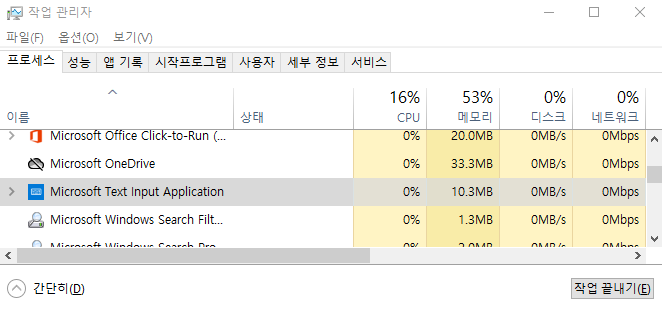 작업 관리자
파일(F) 옵션(O) 보기(V)
프로세스 성능 앱 기록 시작프로그램 사용자 세부 정보 서비스
16% 53% 0% 0%
이름 상태 CPU 메모리 디스크 네트워크
Microsoft Office Click-to-Run (... 0% 20.0MB 0MB/s 0Mbps
Microsoft OneDrive 0% 33.3MB 0MB/s 0Mbps
Microsoft Text Input Application 0% 10.3MB 0MB/s 0Mbps
Microsoft Windows Search Filt... 0% 1.3MB 0MB/s 0Mbps
Microsoft Windows Search Pro... 0% 2.0MB 0MB/s 0Mbps
간단히(D) 작업 끝내기(E)